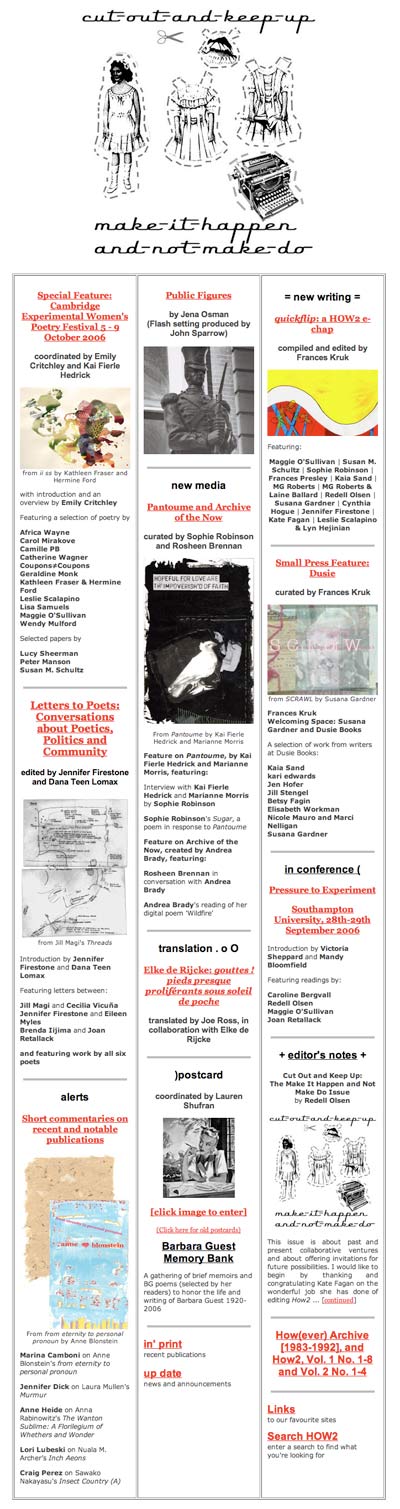 cut-out-and-keep-up
make-it-happen
and-not-make-do
Special Feature:
Cambridge
Experimental Women's
Poetry Festival 5 - 9
October 2006
coordinated by Emily
Critchley and Kai Fierle
Hedrick
from ii ss by Kathleen Fraser and
Hermine Ford
with introduction and an
overview by Emily Critchley
Featuring a selection of poetry by
Africa Wayne
Carol Mirakove
Camille PB
Catherine Wagner
Coupons≠Coupons
Geraldine Monk
Kathleen Fraser & Hermine
Ford
Leslie Scalapino
Lisa Samuels
Maggie O'Sullivan
Wendy Mulford
Selected papers by
Lucy Sheerman
Peter Manson
Susan M. Schultz
Letters to Poets:
Conversations
about Poetics,
Politics and
Community
edited by Jennifer Firestone
and Dana Teen Lomax
from Jill Magi's Threads
Introduction by Jennifer
Firestone and Dana Teen
Lomax
Featuring letters between:
Jill Magi and Cecilia Vicuña
Jennifer Firestone and Eileen
Myles
Brenda Iijima and Joan
Retallack
and featuring work by all six
poets
alerts
Short commentaries on
recent and notable
publications
anne blonstein
From from eternity to personal
pronoun by Anne Blonstein
Marina Camboni on Anne
Blonstein's from eternity to
personal pronoun
Jennifer Dick on Laura Mullen's
Murmur
Anne Heide on Anna
Rabinowitz's The Wanton
Sublime: A Florilegium of
Whethers and Wonder
Lori Lubeski on Nuala M.
Archer's Inch Aeons
Craig Perez on Sawako
Nakayasu's Insect Country (A)
Public Figures
by Jena Osman
(Flash setting produced by
John Sparrow)
new media
Pantoume and Archive
of the Now
curated by Sophie Robinson
and Rosheen Brennan
HOPEFUL FOR LOVE ARE
TH IMPOVERISH'D OF FAITH
From Pantoume by Kai Fierle
Hedrick and Marianne Morris
Feature on Pantoume, by Kai
Fierle Hedrick and Marianne
Morris, featuring:
Interview with Kai Fierle
Hedrick and Marianne Morris
by Sophie Robinson
Sophie Robinson's Sugar, a
poem in response to Pantoume
Feature on Archive of the
Now, created by Andrea
Brady, featuring:
Rosheen Brennan in
conversation with Andrea
Brady
Andrea Brady's reading of her
digital poem 'Wildfire'
translation . o O
Elke de Rijcke: gouttes !
pieds presque
proliférants sous soleil
de poche
translated by Joe Ross, in
collaboration with Elke de
Rijcke
)postcard
coordinated by Lauren
Shufran
[click image to enter]
(Click here for old postcards)
Barbara Guest
Memory Bank
A gathering of brief memoirs and
BG poems (selected by her
readers) to honor the life and
writing of Barbara Guest 1920-
2006
in' print
recent publications
up date
news and announcements
= new writing =
quickflip: a HOW2 e-
chap
compiled and edited by
Frances Kruk
Featuring:
Maggie O'Sullivan | Susan M.
Schultz | Sophie Robinson |
Frances Presley | Kaia Sand |
MG Roberts | MG Roberts &
Laine Ballard | Redell Olsen |
Susana Gardner | Cynthia
Hogue | Jennifer Firestone |
Kate Fagan | Leslie Scalapino
& Lyn Hejinian
Small Press Feature:
Dusie
curated by Frances Kruk
from SCRAWL by Susana Gardner
Frances Kruk
Welcoming Space: Susana
Gardner and Dusie Books
A selection of work from writers
at Dusie Books:
Kaia Sand
kari edwards
Jen Hofer
Jill Stengel
Betsy Fagin
Elisabeth Workman
Nicole Mauro and Marci
Nelligan
Susana Gardner
in conference (
Pressure to Experiment
Southampton
University, 28th-29th
September 2006
Introduction by Victoria
Sheppard and Mandy
Bloomfield
Featuring readings by:
Caroline Bergvall
Redell Olsen
Maggie O'Sullivan
Joan Retallack
+ editor's notes +
Cut Out and Keep Up:
The Make It Happen and Not
Make Do Issue
by Redell Olsen
cut-out-and-keep-up
make-it-happen
and-not-make-do
This issue is about past and
present collaborative ventures
and about offering invitations for
future possibilities. I would like to
begin by thanking and
congratulating Kate Fagan on the
wonderful job she has done of
editing How2 ... [continued]
How(ever) Archive
[1983-1992], and
How2, Vol. 1 No. 1-8
and Vol. 2 No. 1-4
Links
to our favourite sites
Search HOW2
enter a search to find what
you're looking for